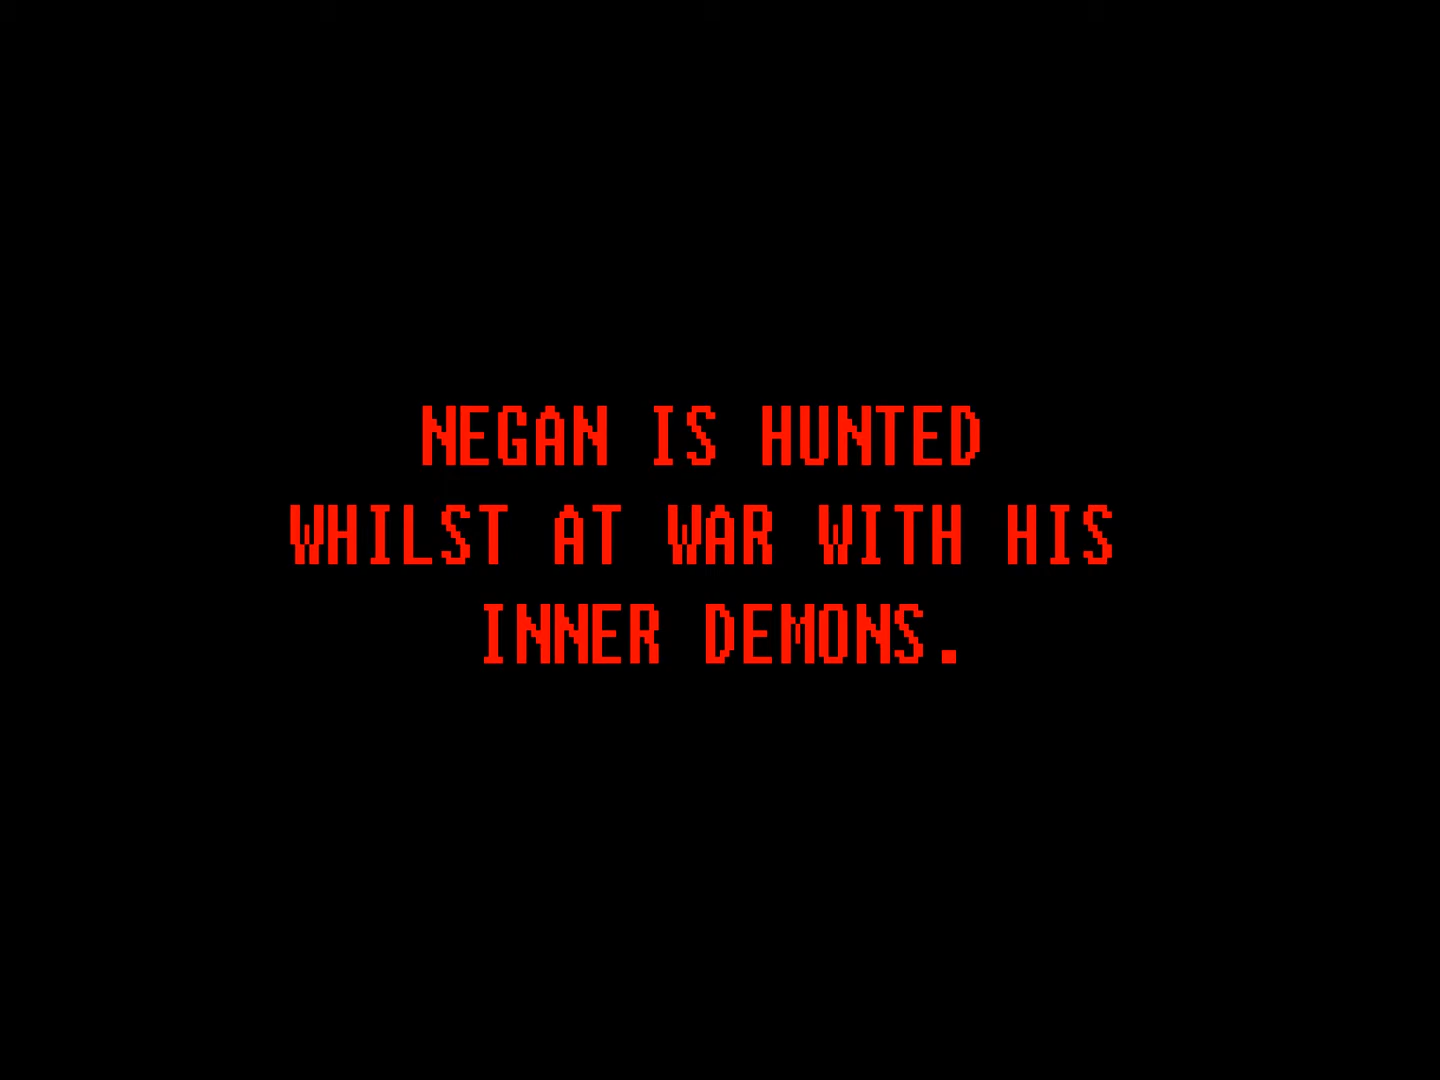 NEGAN IS HUNTED
WHILST AT WAR WITH HIS
INNER DEMONS.